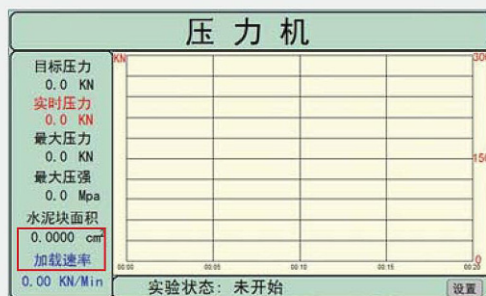 压力机
目标压力
0.0 KN
实时压力
0.0 KN
最大压力
0.0 KN
最大压强
0.0 Mpa
水泥块面积
0.0000 cm²
加载速率
0.00 KN/Min
KN
300
150
0
00:00
00:05
00:10
00:15
00:20
实验状态: 未开始
设置